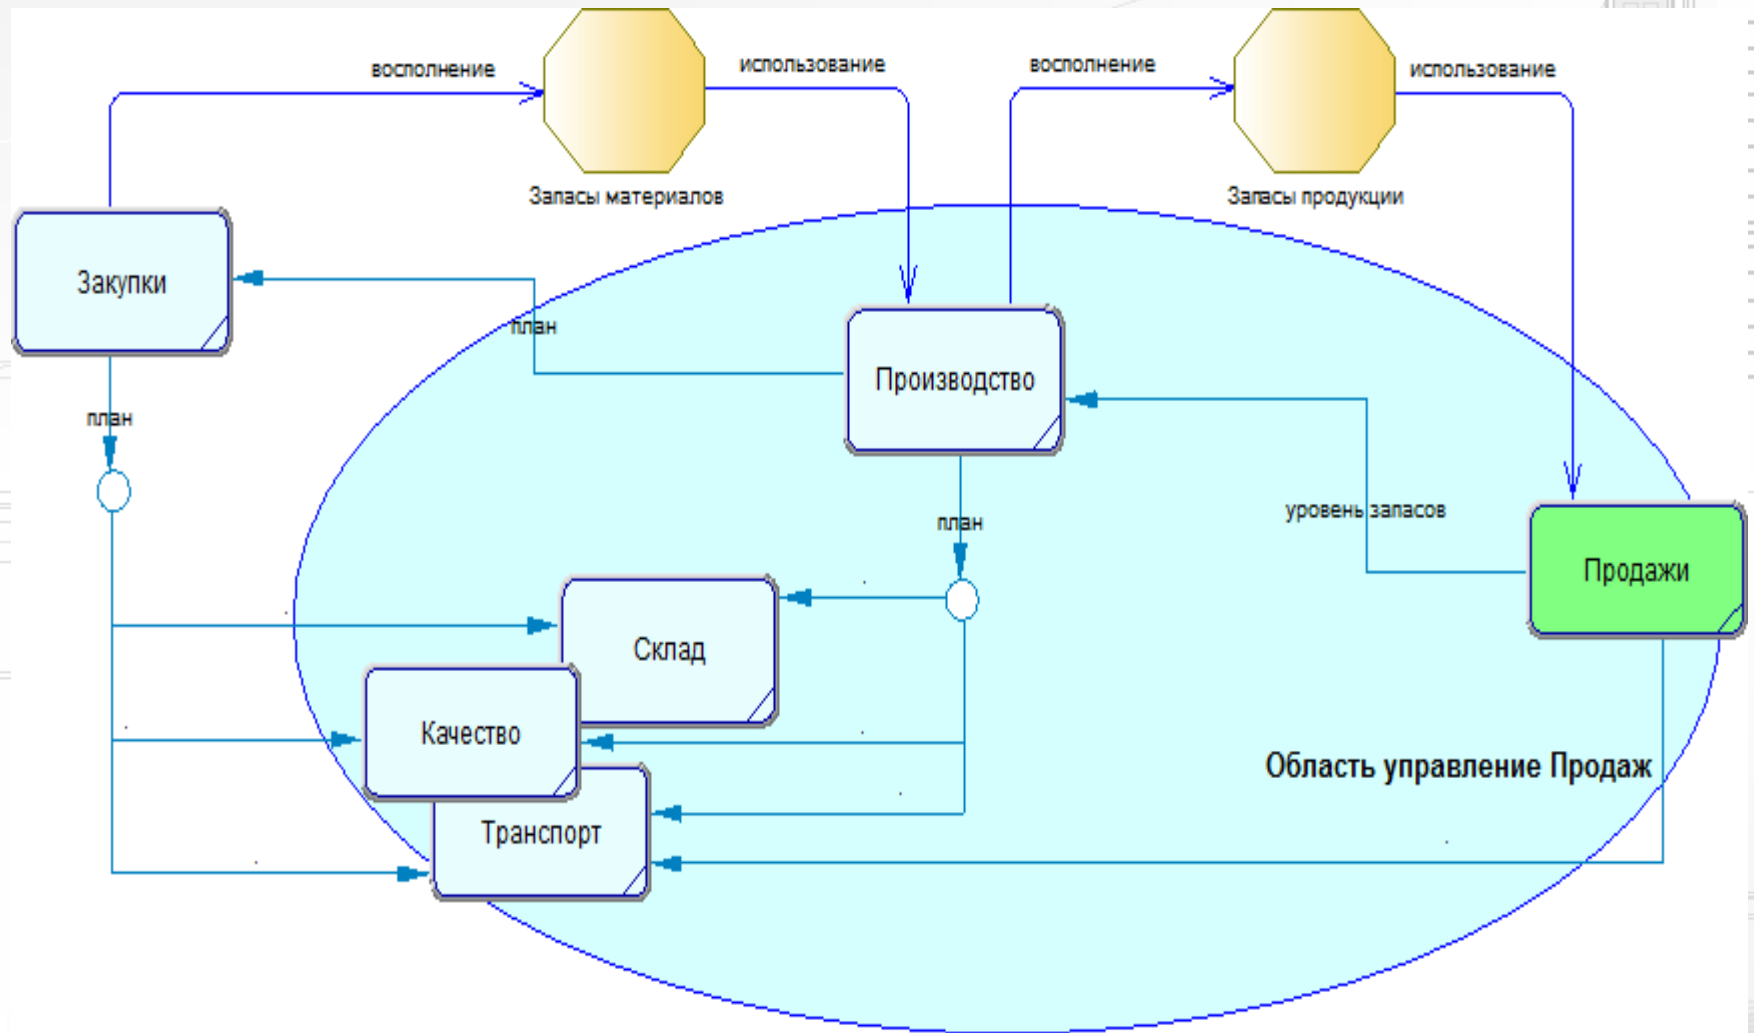 восполнение
использование
восполнение
использование
Запасы материалов
Запасы продукции
Закупки
план
Производство
план
уровень запасов
план
Продажи
Склад
Качество
Область управление Продаж
Транспорт